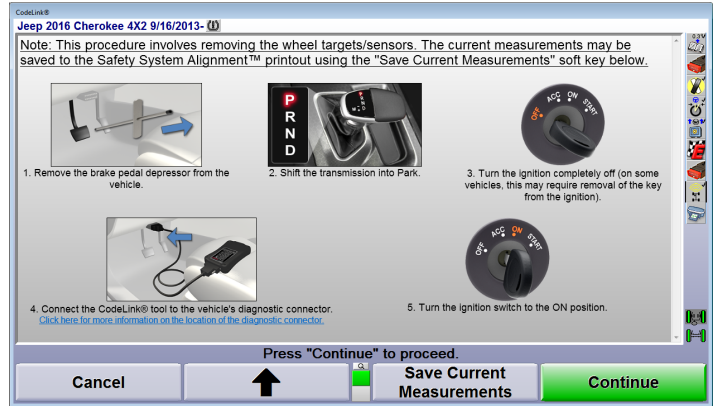 CodeLink®
Jeep 2016 Cherokee 4X2 9/16/2013-
Note: This procedure involves removing the wheel targets/sensors. The current measurements may be
saved to the Safety System Alignment™ printout using the "Save Current Measurements" soft key below.
P
R
N
D
OFF
ACC
ON
START
1. Remove the brake pedal depressor from the
vehicle.
2. Shift the transmission into Park.
3. Turn the ignition completely off (on some
vehicles, this may require removal of the key
from the ignition).
OFF
ACC
ON
START
4. Connect the CodeLink® tool to the vehicle's diagnostic connector.
Click here for more information on the location of the diagnostic connector.
5. Turn the ignition switch to the ON position.
Press "Continue" to proceed.
Cancel
Save Current
Measurements
Continue